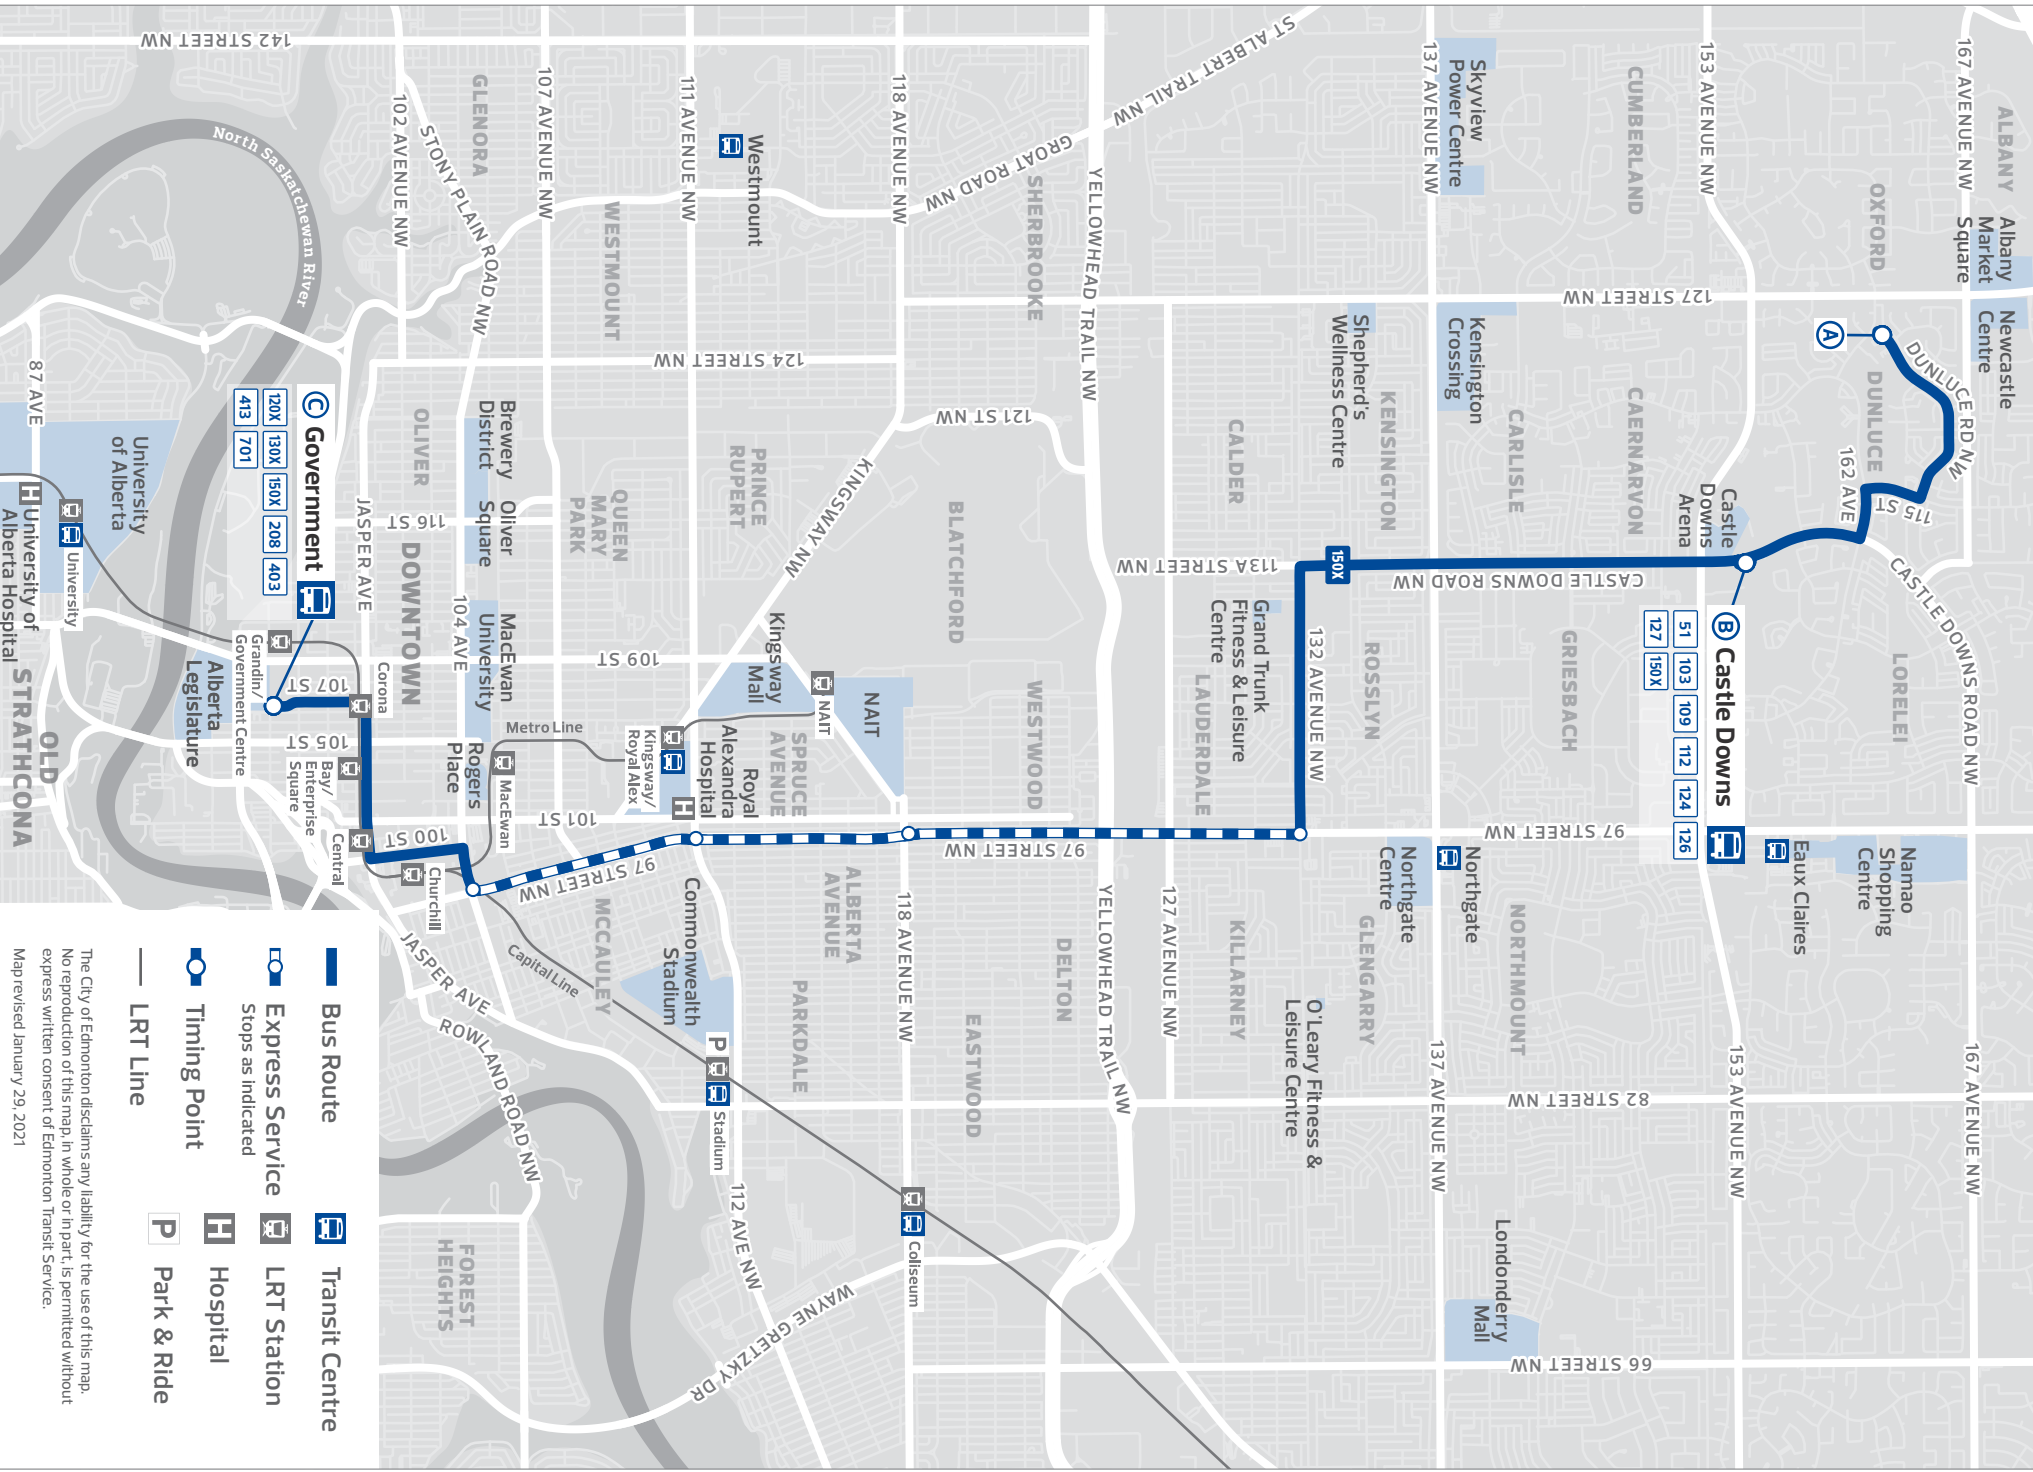 167 AVENUE NW
ALBANY
Albany
Market
Square
OXFORD
Newcastle
Centre
DUNLUCE RD NW
DUNLUCE
A
115 ST
162 AVE
CASTLE DOWNS ROAD NW
LORELEI
Namao
Shopping
Centre
Eaux Claires
167 AVENUE NW
153 AVENUE NW
CUMBERLAND
127 STREET NW
CAERNARVON
Castle
Downs
Arena
CASTLE DOWNS ROAD NW
B Castle Downs
51 103 109 112 124 126
127 150X
GRIESBACH
97 STREET NW
153 AVENUE NW
82 STREET NW
66 STREET NW
Skyview
Power Centre
137 AVENUE NW
Kensington
Crossing
CARLISLE
KENSINGTON
Shepherd's
Wellness Centre
150X
ROSSLYN
132 AVENUE NW
Grand Trunk
Fitness & Leisure
Centre
Northgate
Northgate
Centre
NORTHMOUNT
GLENGARRY
137 AVENUE NW
O'Leary Fitness &
Leisure Centre
Londonderry
Mall
ST ALBERT TRAIL NW
GROAT ROAD NW
YELLOWHEAD TRAIL NW
SHERBROOKE
CALDER
121 ST NW
113A STREET NW
LAUDERDALE
BLATCHFORD
WESTWOOD
97 STREET NW
127 AVENUE NW
KILLARNEY
DELTON
YELLOWHEAD TRAIL NW
EASTWOOD
118 AVENUE NW
Westmount
111 AVENUE NW
WESTMOUNT
124 STREET NW
107 AVENUE NW
PRINCE
RUPERT
KINGSWAY NW
QUEEN
MARY
PARK
Kingsway
Mall
NAIT
NAIT
109 ST
Metro Line
Kingsway/
Royal Alex
Royal
Alexandra
Hospital
SPRUCE
AVENUE
101 ST
97 STREET NW
ALBERTA
AVENUE
118 AVENUE NW
Commonwealth
Stadium
MCCAULEY
PARKDALE
Capital Line
P
Stadium
112 AVE NW
Coliseum
WAYNE GRETZKY DR
142 STREET NW
GLENORA
102 AVENUE NW
STONY PLAIN ROAD NW
North Saskatchewan River
87 AVE
OLIVER
Brewery
District
Oliver
Square
116 ST
JASPER AVE
DOWNTOWN
104 AVE
MacEwan
University
C Government
120X 130X 150X 208 403
413 701
University
of Alberta
H
University of
Alberta Hospital
University
Grandin/
Government Centre
Corona
107 ST
Alberta
Legislature
105 ST
Bay/
Enterprise
Square
Rogers
Place
MacEwan
100 ST
Central
Churchill
OLD
STRATHCONA
H
JASPER AVE
ROWLAND ROAD NW
FOREST
HEIGHTS
Bus Route
Express Service
Stops as indicated
Timing Point
LRT Line
Transit Centre
LRT Station
H Hospital
P Park & Ride
The City of Edmonton disclaims any liability for the use of this map.
No reproduction of this map, in whole or in part, is permitted without
express written consent of Edmonton Transit Service.
Map revised January 29, 2021